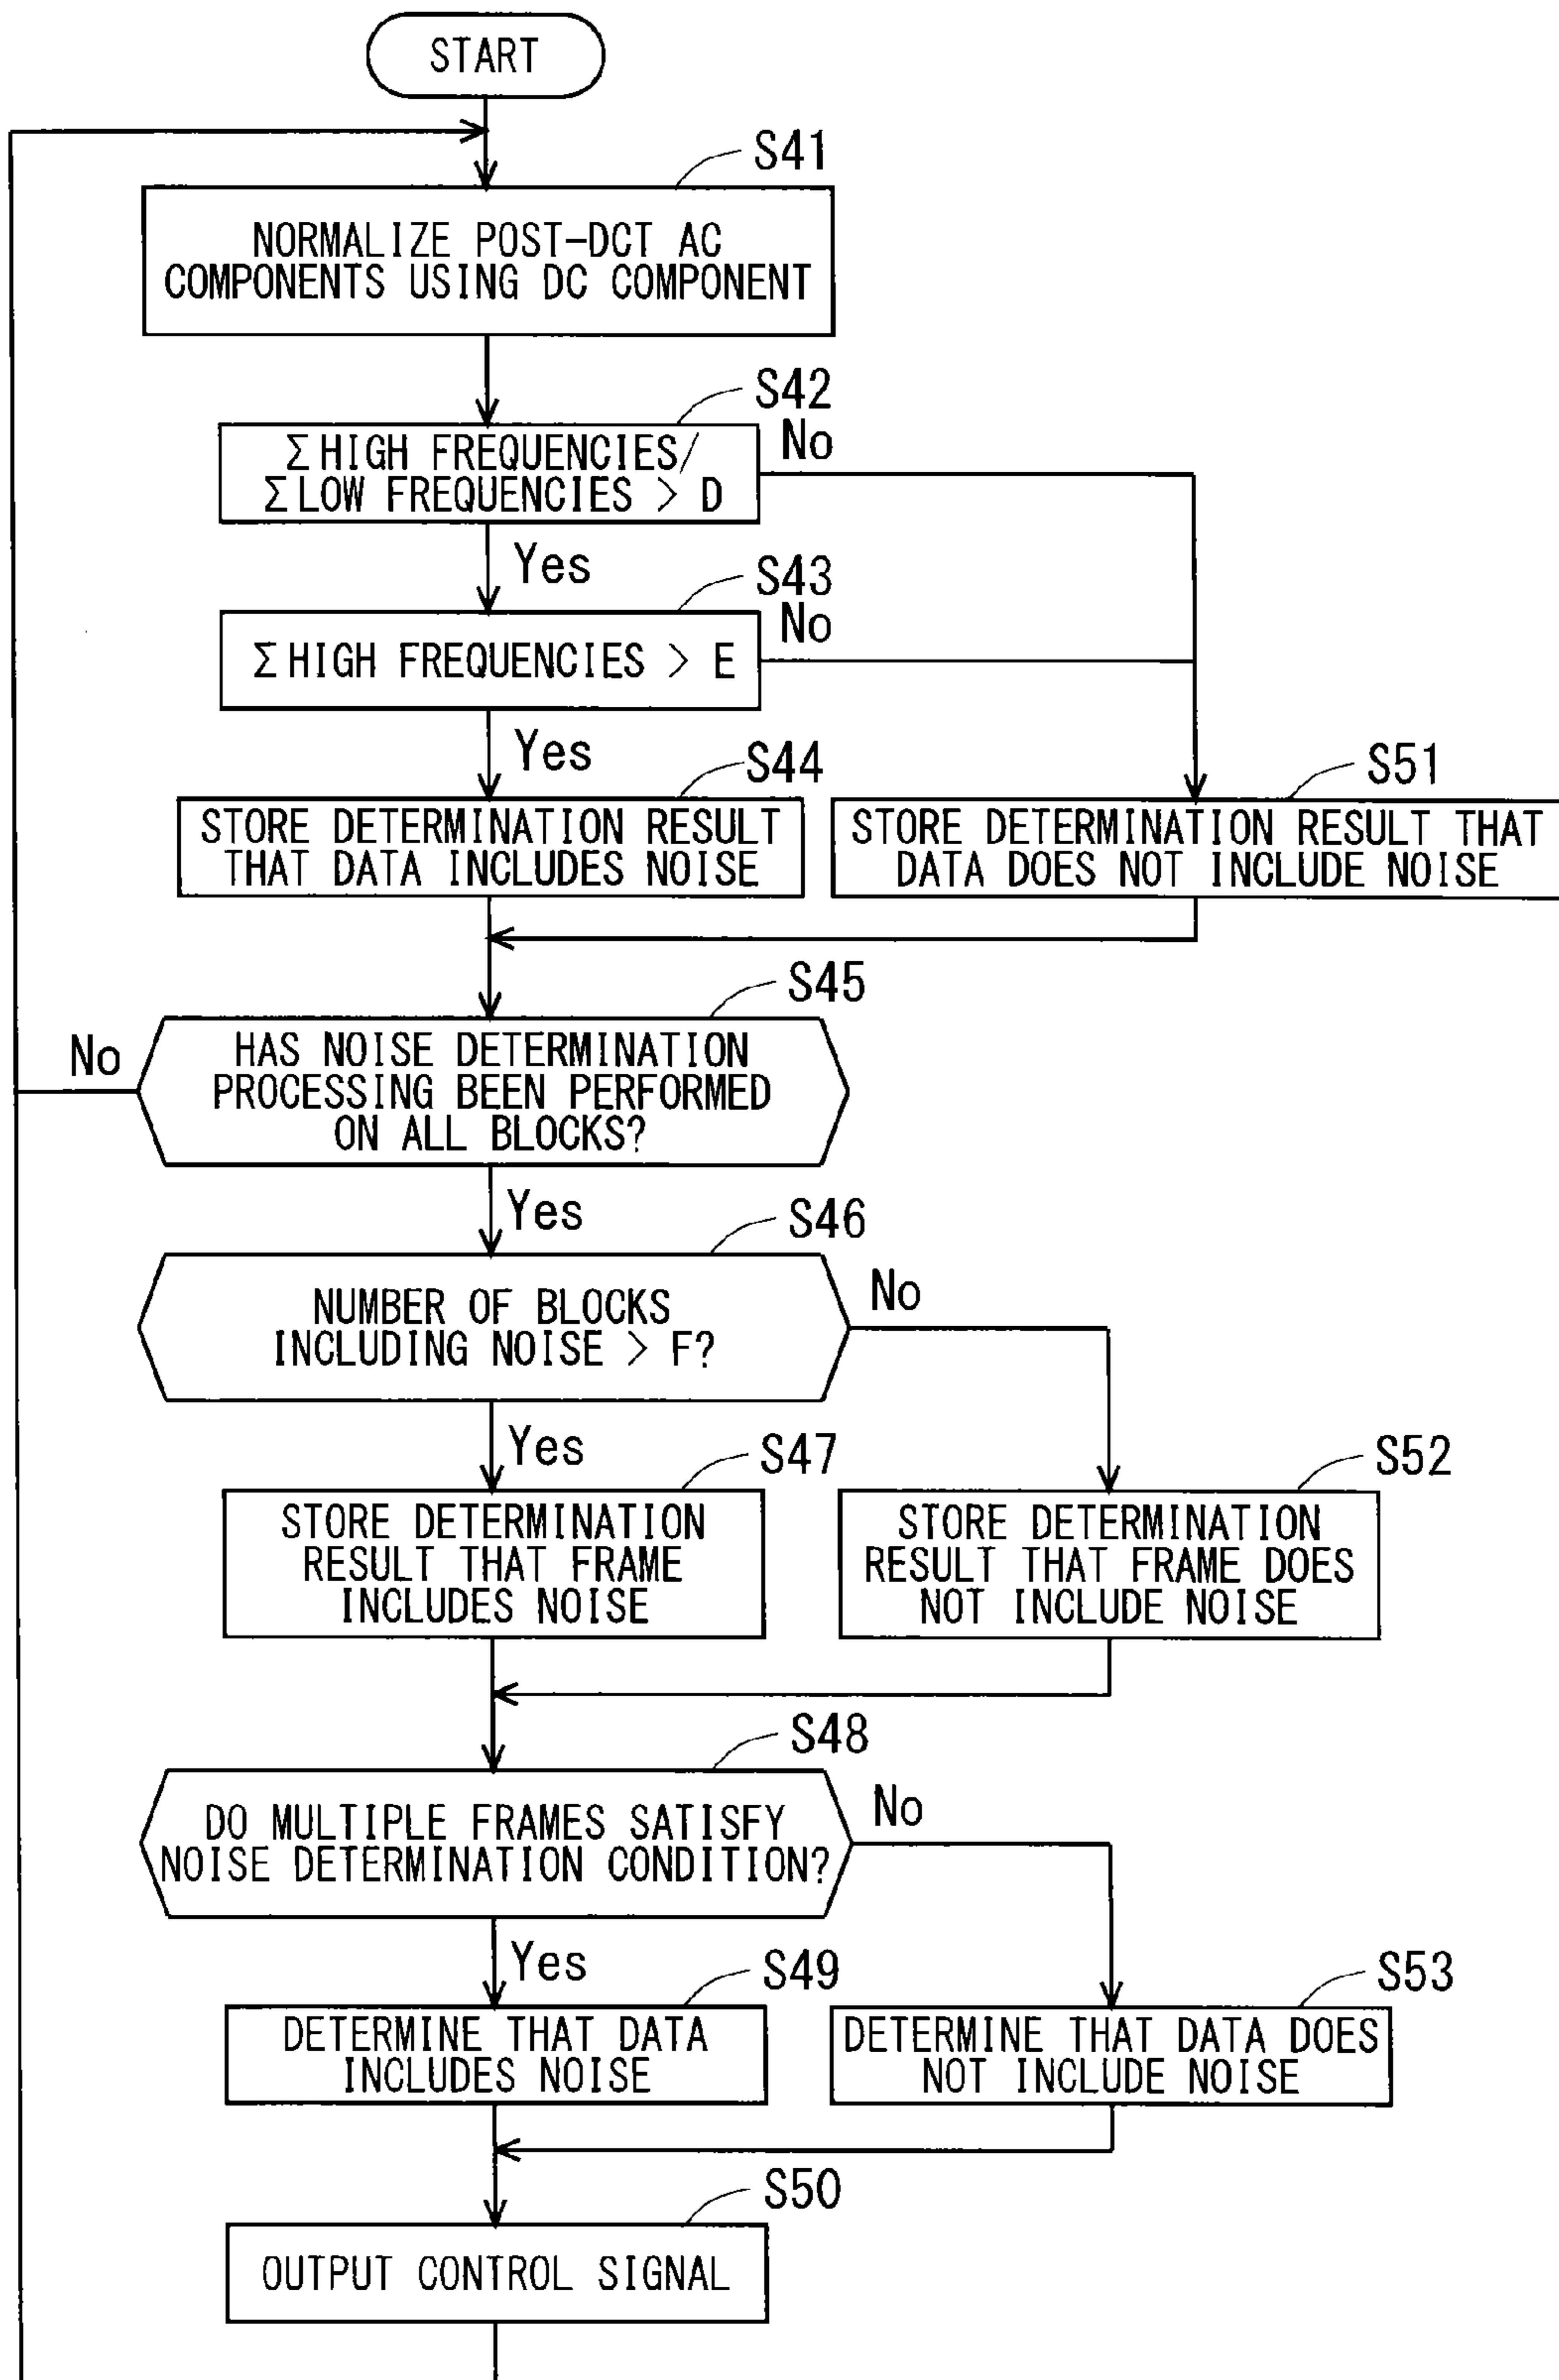 START
S41
NORMALIZE POST-DCT AC
COMPONENTS USING DC COMPONENT
S42
Σ HIGH FREQUENCIES/
Σ LOW FREQUENCIES > D
No
Yes
S43
Σ HIGH FREQUENCIES > E
No
Yes
S44
STORE DETERMINATION RESULT
THAT DATA INCLUDES NOISE
S51
STORE DETERMINATION RESULT THAT
DATA DOES NOT INCLUDE NOISE
S45
No
HAS NOISE DETERMINATION
PROCESSING BEEN PERFORMED
ON ALL BLOCKS?
Yes
S46
NUMBER OF BLOCKS
INCLUDING NOISE > F?
No
Yes
S47
STORE DETERMINATION
RESULT THAT FRAME
INCLUDES NOISE
S52
STORE DETERMINATION
RESULT THAT FRAME DOES
NOT INCLUDE NOISE
S48
DO MULTIPLE FRAMES SATISFY
NOISE DETERMINATION CONDITION?
No
Yes
S49
DETERMINE THAT DATA
INCLUDES NOISE
S53
DETERMINE THAT DATA DOES
NOT INCLUDE NOISE
S50
OUTPUT CONTROL SIGNAL